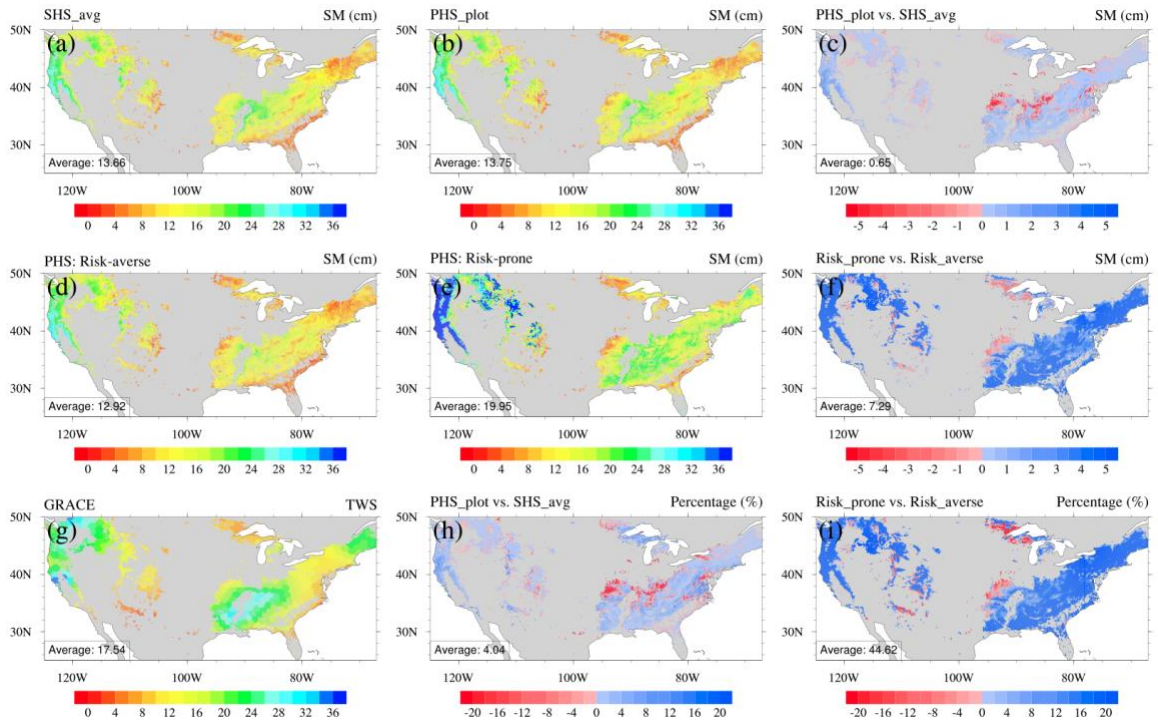 SHS_avg SM (cm) PHS_plot SM (cm) PHS_plot vs. SHS_avg SM (cm)
50N (a) 50N (b) 50N (c)
40N 40N 40N
30N 30N 30N
Average: 13.66 Average: 13.75 Average: 0.65
120W 100W 80W 120W 100W 80W 120W 100W 80W
0 4 8 12 16 20 24 28 32 36 0 4 8 12 16 20 24 28 32 36 -5 -4 -3 -2 -1 0 1 2 3 4 5
PHS: Risk-averse SM (cm) PHS: Risk-prone SM (cm) Risk_prone vs. Risk_averse SM (cm)
50N (d) 50N (e) 50N (f)
40N 40N 40N
30N 30N 30N
Average: 12.92 Average: 19.95 Average: 7.29
120W 100W 80W 120W 100W 80W 120W 100W 80W
0 4 8 12 16 20 24 28 32 36 0 4 8 12 16 20 24 28 32 36 -5 -4 -3 -2 -1 0 1 2 3 4 5
GRACE TWS PHS_plot vs. SHS_avg Percentage (%) Risk_prone vs. Risk_averse Percentage (%)
50N (g) 50N (h) 50N (i)
40N 40N 40N
30N 30N 30N
Average: 17.54 Average: 4.04 Average: 44.62
120W 100W 80W 120W 100W 80W 120W 100W 80W
0 4 8 12 16 20 24 28 32 36 -20 -16 -12 -8 -4 0 4 8 12 16 20 -20 -16 -12 -8 -4 0 4 8 12 16 20